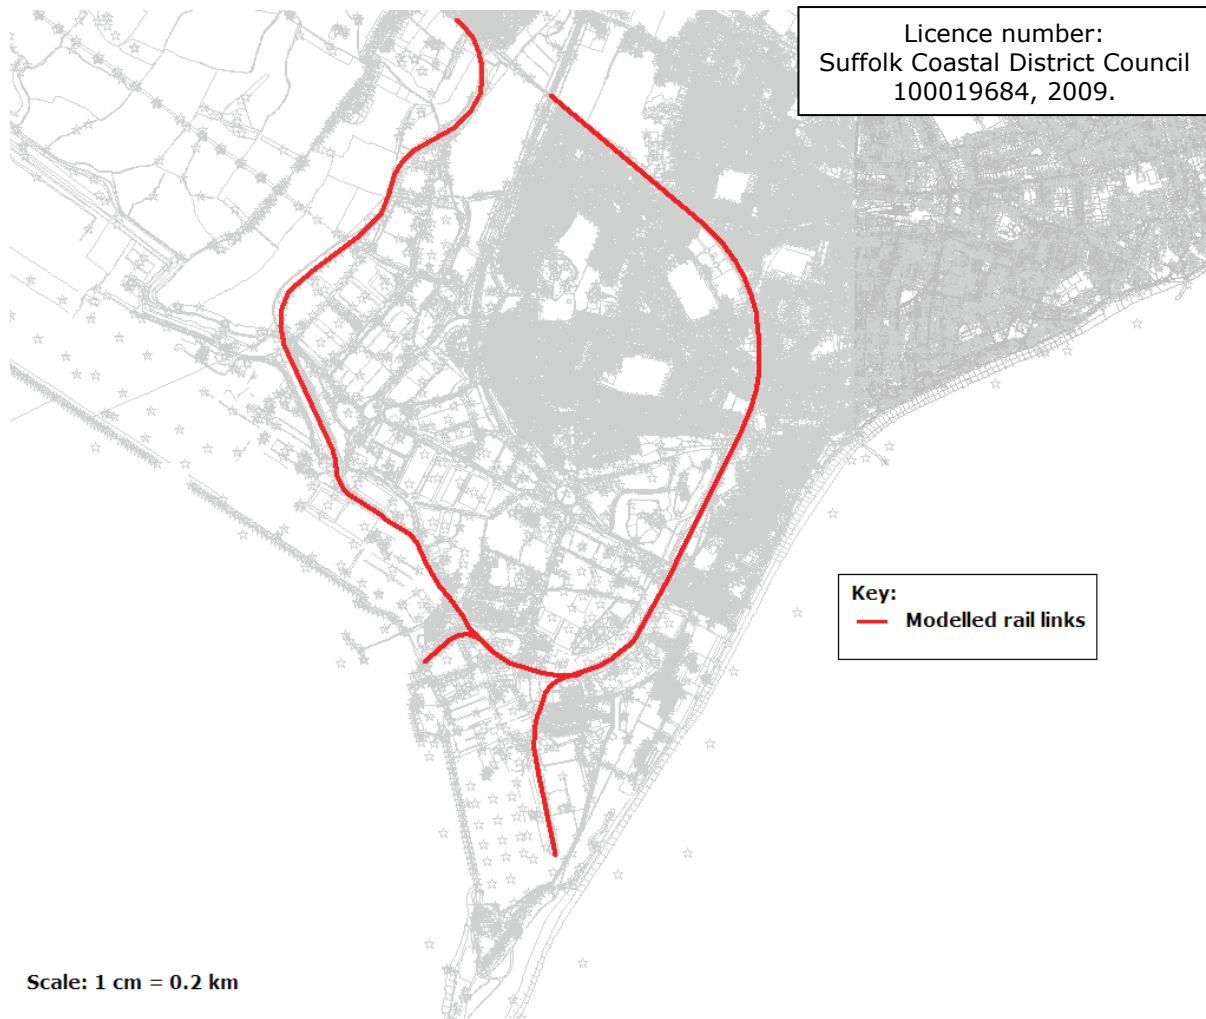 Licence number:
Suffolk Coastal District Council
100019684, 2009.
Key:
Modelled rail links
Scale: 1 cm = 0.2 km